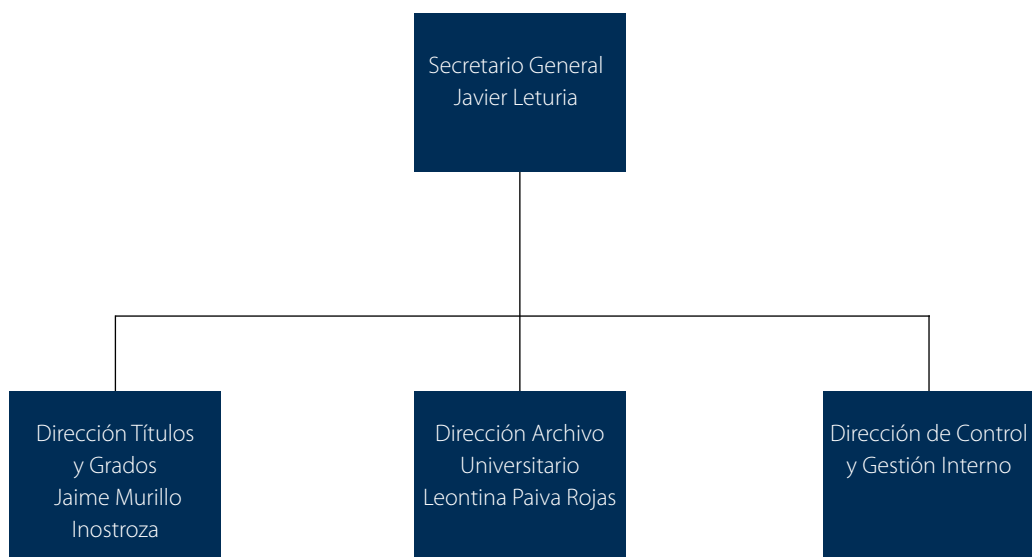 Secretario General
Javier Leturia
Dirección Títulos
y Grados
Jaime Murillo
Inostroza
Dirección Archivo
Universitario
Leontina Paiva Rojas
Dirección de Control
y Gestión Interno